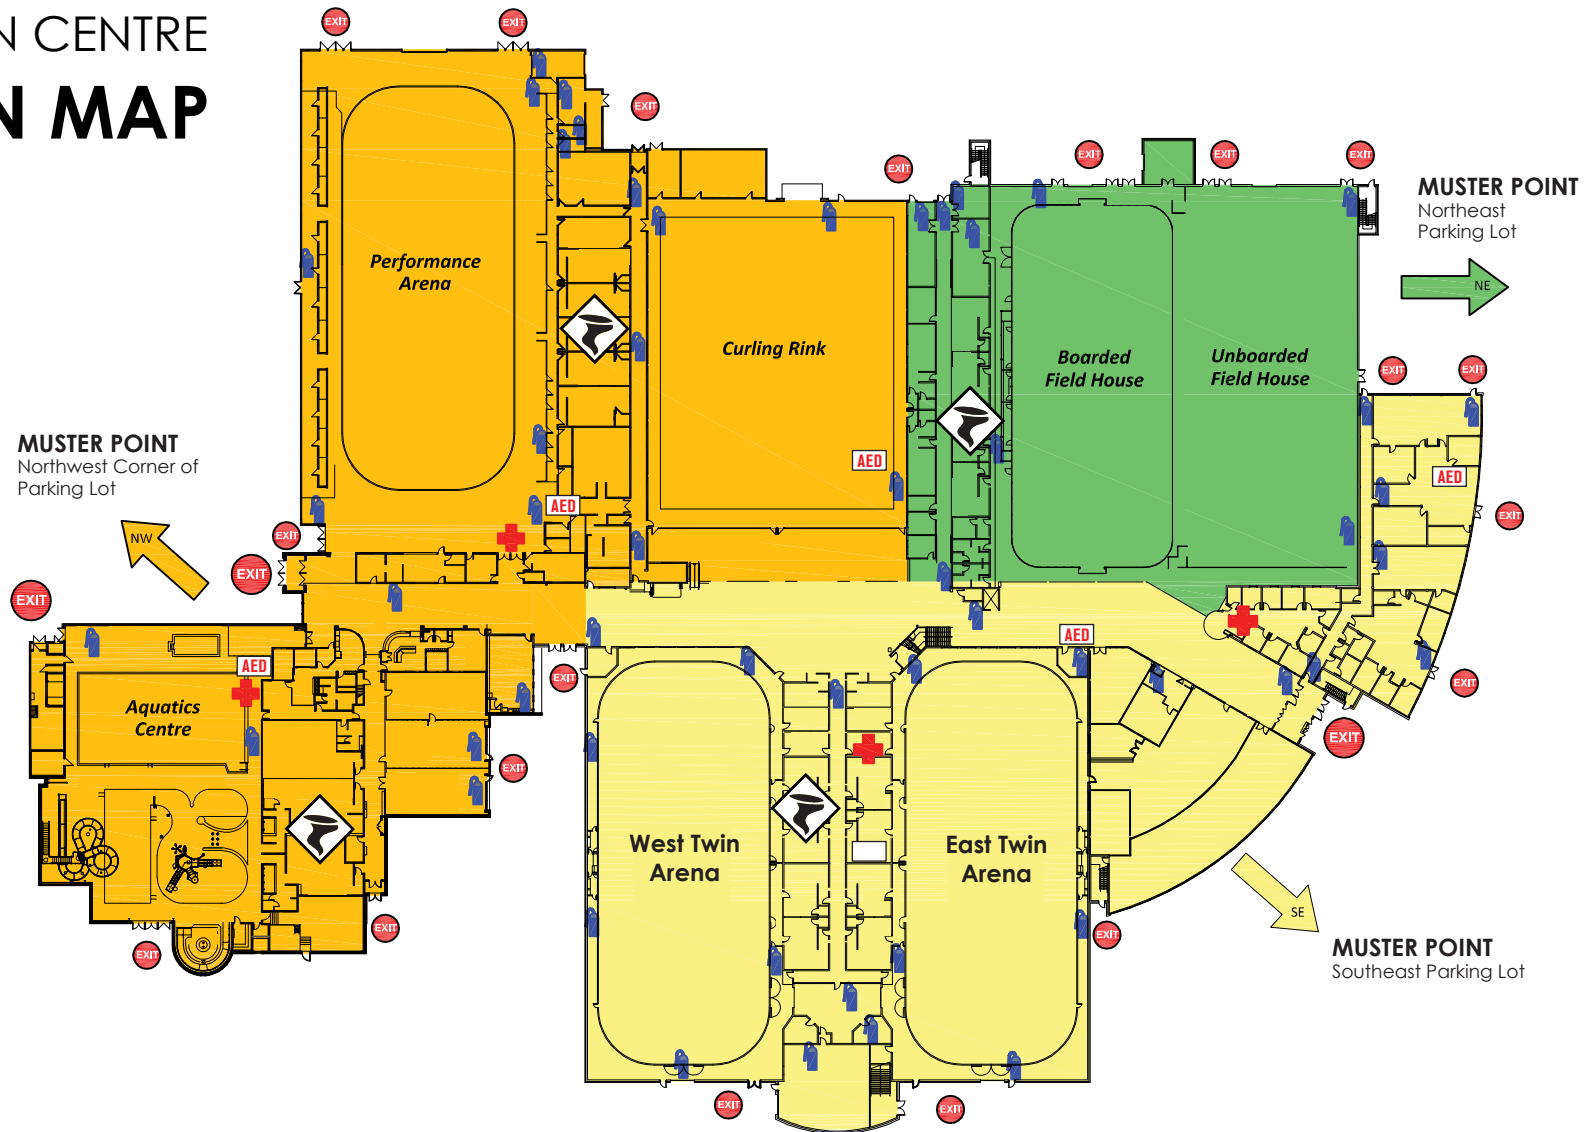 N CENTRE
N MAP
EXIT
EXIT
EXIT
EXIT
EXIT
EXIT
EXIT
MUSTER POINT
Northeast
Parking Lot
Performance
Arena
NE
Curling Rink
Boarded
Field House
Unboarded
Field House
EXIT
EXIT
MUSTER POINT
Northwest Corner of
Parking Lot
AED
AED
AED
EXIT
NW
EXIT
EXIT
EXIT
AED
AED
EXIT
EXIT
Aquatics
Centre
EXIT
EXIT
West Twin
Arena
East Twin
Arena
SE
EXIT
EXIT
EXIT
MUSTER POINT
Southeast Parking Lot
EXIT
EXIT